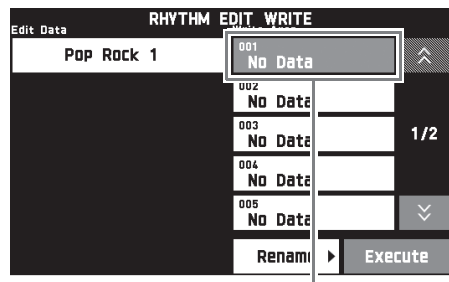 RHYTHM EDIT WRITE
Edit Data
Pop Rock 1
001
No Data
002
No Data
003
No Data
1/2
004
No Data
005
No Data
Rename
Execute